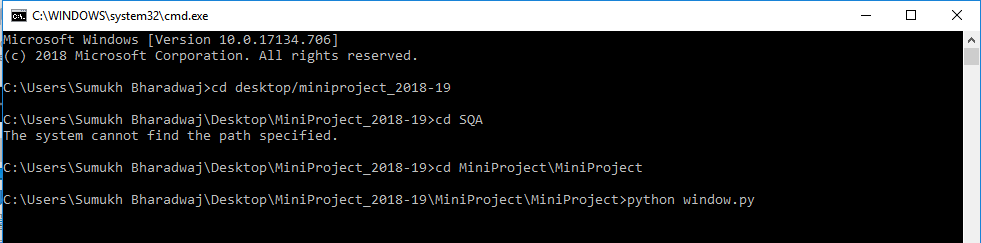 C:\WINDOWS\system32\cmd.exe
Microsoft Windows [Version 10.0.17134.706]
(c) 2018 Microsoft Corporation. All rights reserved.
C:\Users\Sumukh Bharadwaj>cd desktop/miniproject_2018-19
C:\Users\Sumukh Bharadwaj\Desktop\MiniProject_2018-19>cd SQA
The system cannot find the path specified.
C:\Users\Sumukh Bharadwaj\Desktop\MiniProject_2018-19>cd MiniProject\MiniProject
C:\Users\Sumukh Bharadwaj\Desktop\MiniProject_2018-19\MiniProject\MiniProject>python window.py